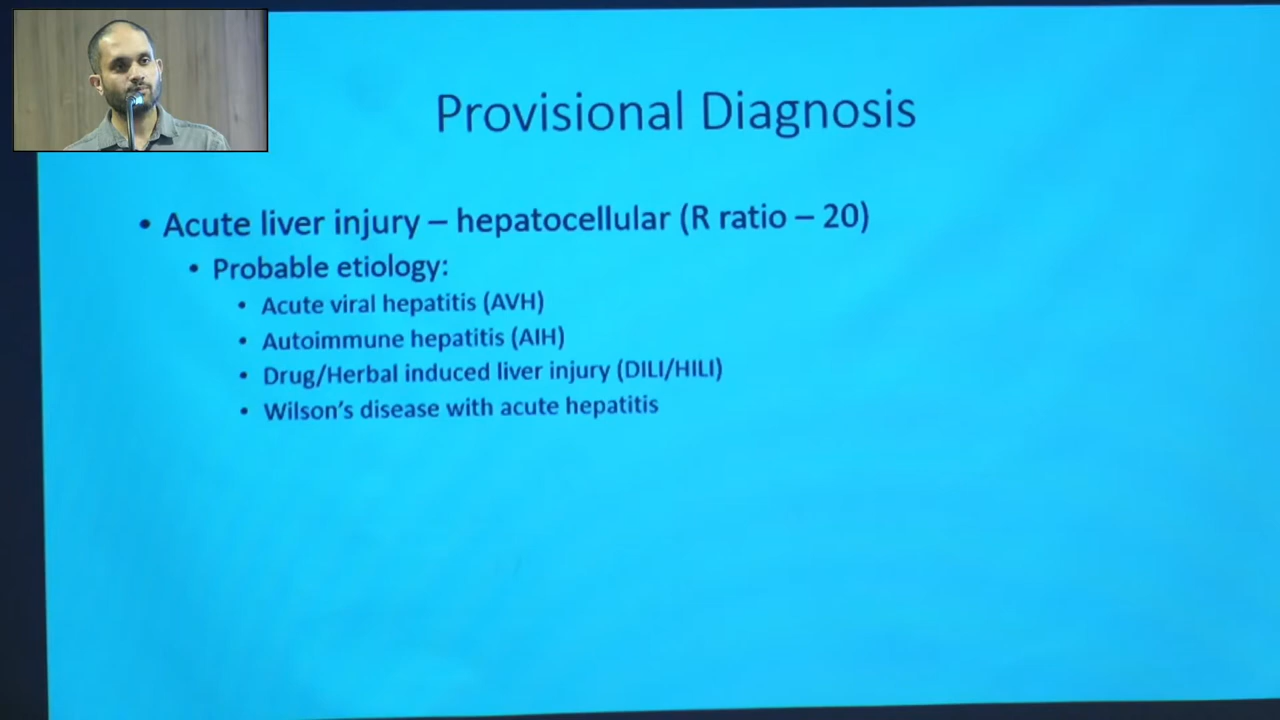 Provisional Diagnosis
• Acute liver injury – hepatocellular (R ratio – 20)
• Probable etiology:
• Acute viral hepatitis (AVH)
• Autoimmune hepatitis (AIH)
• Drug/Herbal induced liver injury (DILI/HILI)
• Wilson's disease with acute hepatitis